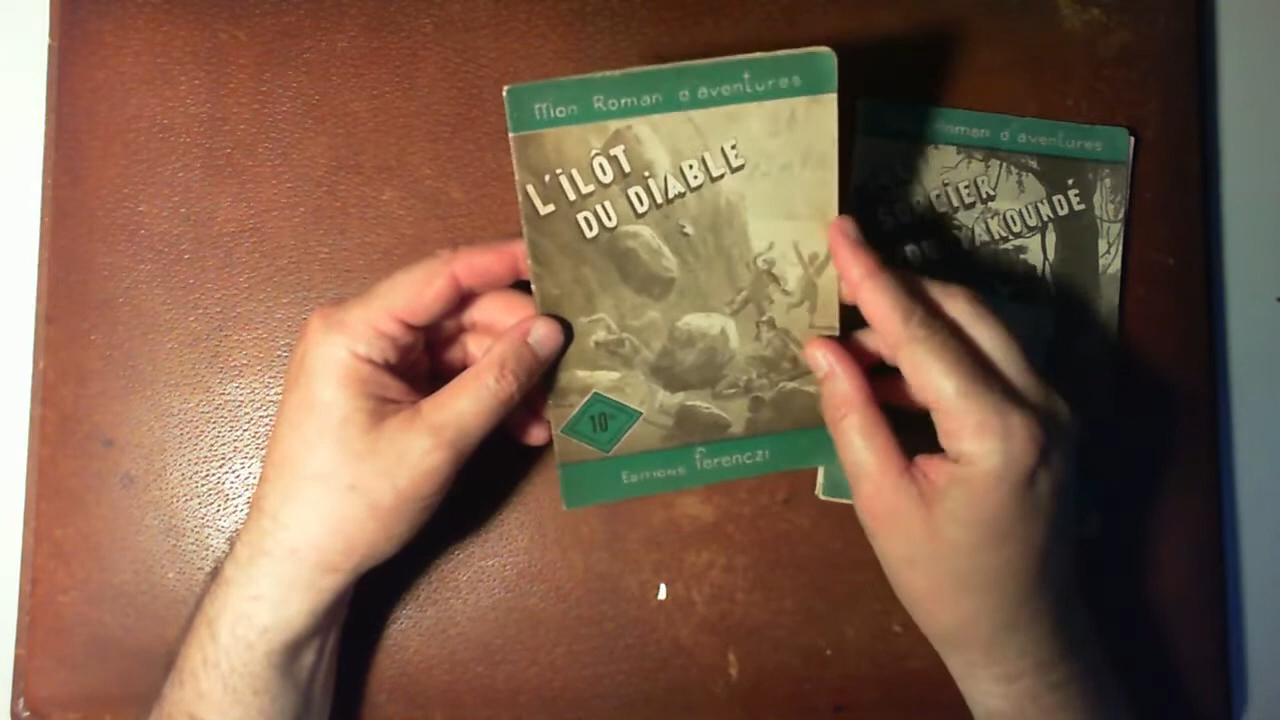 Mon Roman d'aventures
L'ILÔT
DU DIABLE
10
EDITIONS FERENCZI
Roman d'aventures
SORCIER
AKOUNDÉ